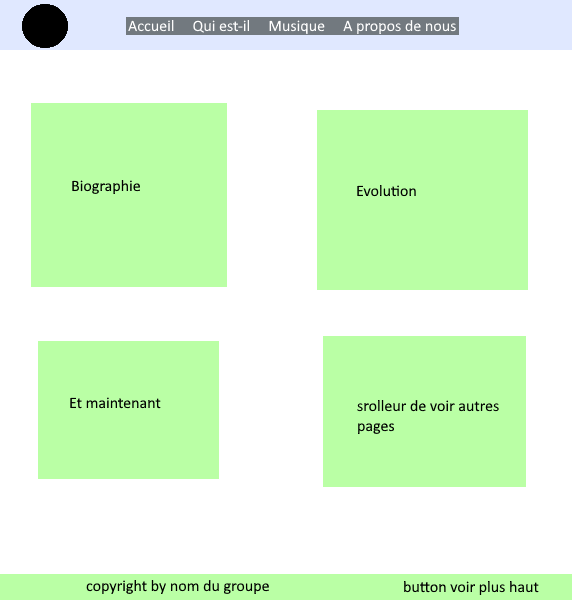 Accueil Qui est-il Musique A propos de nous
Biographie
Evolution
Et maintenant
srolleur de voir autres
pages
copyright by nom du groupe
button voir plus haut